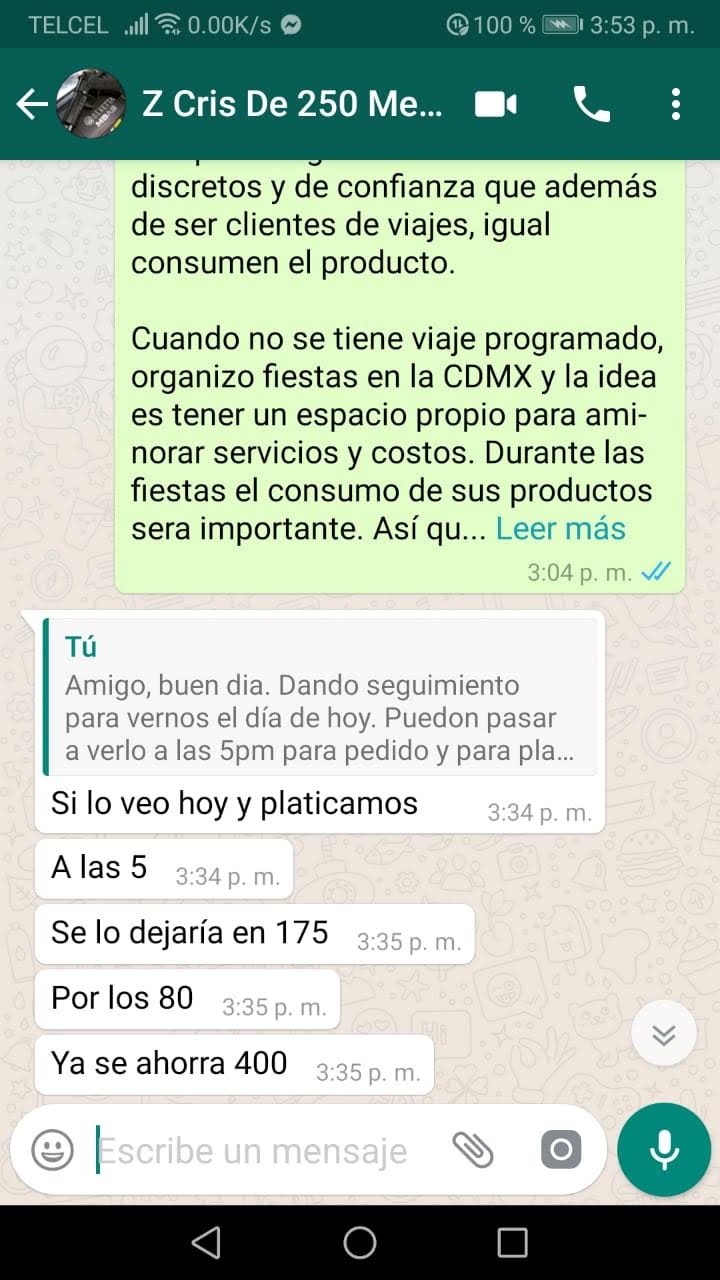 TELCEL 0.00K/s 100 % 3:53 p. m.
Z Cris De 250 Me...
discretos y de confianza que además
de ser clientes de viajes, igual
consumen el producto.
Cuando no se tiene viaje programado,
organizo fiestas en la CDMX y la idea
es tener un espacio propio para ami-
norar servicios y costos. Durante las
fiestas el consumo de sus productos
sera importante. Así qu... Leer más
3:04 p. m.
Tú
Amigo, buen dia. Dando seguimiento
para vernos el día de hoy. Puedon pasar
a verlo a las 5pm para pedido y para pla...
Si lo veo hoy y platicamos 3:34 p. m.
A las 5 3:34 p. m.
Se lo dejaría en 175 3:35 p. m.
Por los 80 3:35 p. m.
Ya se ahorra 400 3:35 p. m.
Escribe un mensaje